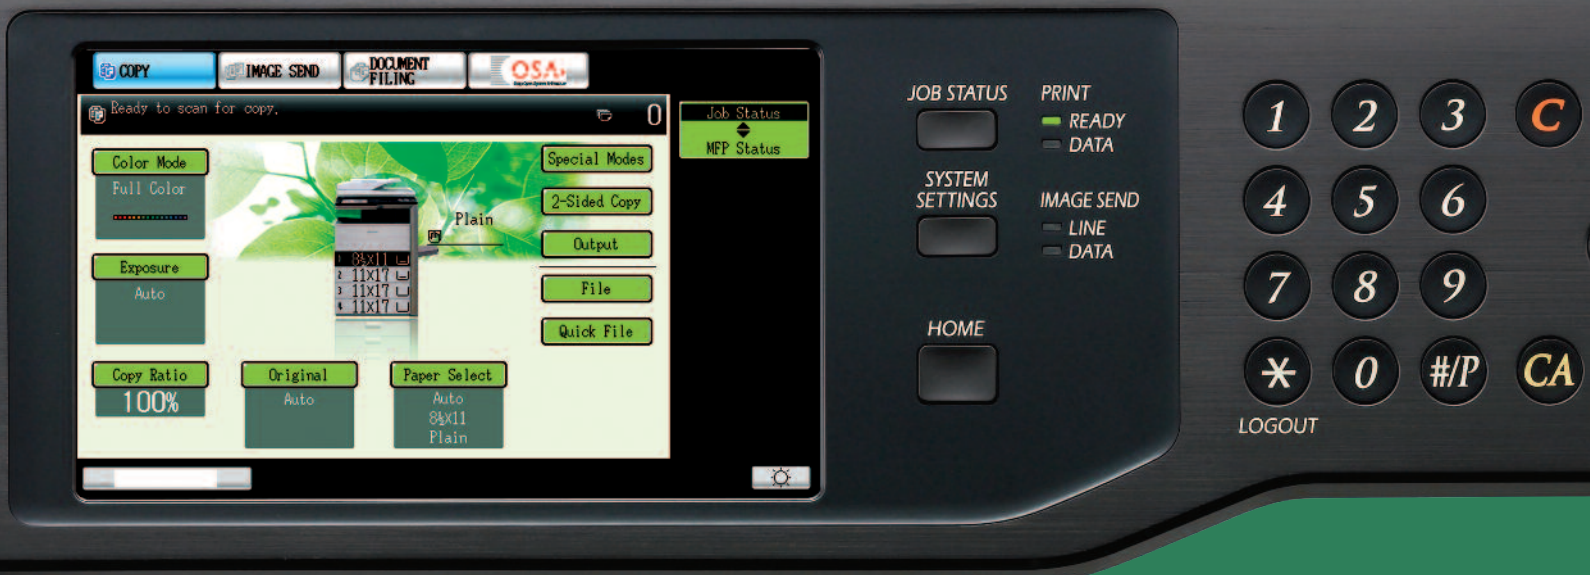 COPY
IMAGE SEND
DOCUMENT
FILING
OSA
Ready to scan for copy.
0
Job Status
MFP Status
Color Mode
Full Color
Special Modes
2-Sided Copy
Plain
Output
Exposure
Auto
1 8½X11
2 11X17
3 11X17
4 11X17
File
Quick File
Copy Ratio
100%
Original
Auto
Paper Select
Auto
8½X11
Plain
JOB STATUS
PRINT
READY
DATA
SYSTEM
SETTINGS
IMAGE SEND
LINE
DATA
HOME
1 2 3 C
4 5 6
7 8 9
* 0 #/P CA
LOGOUT